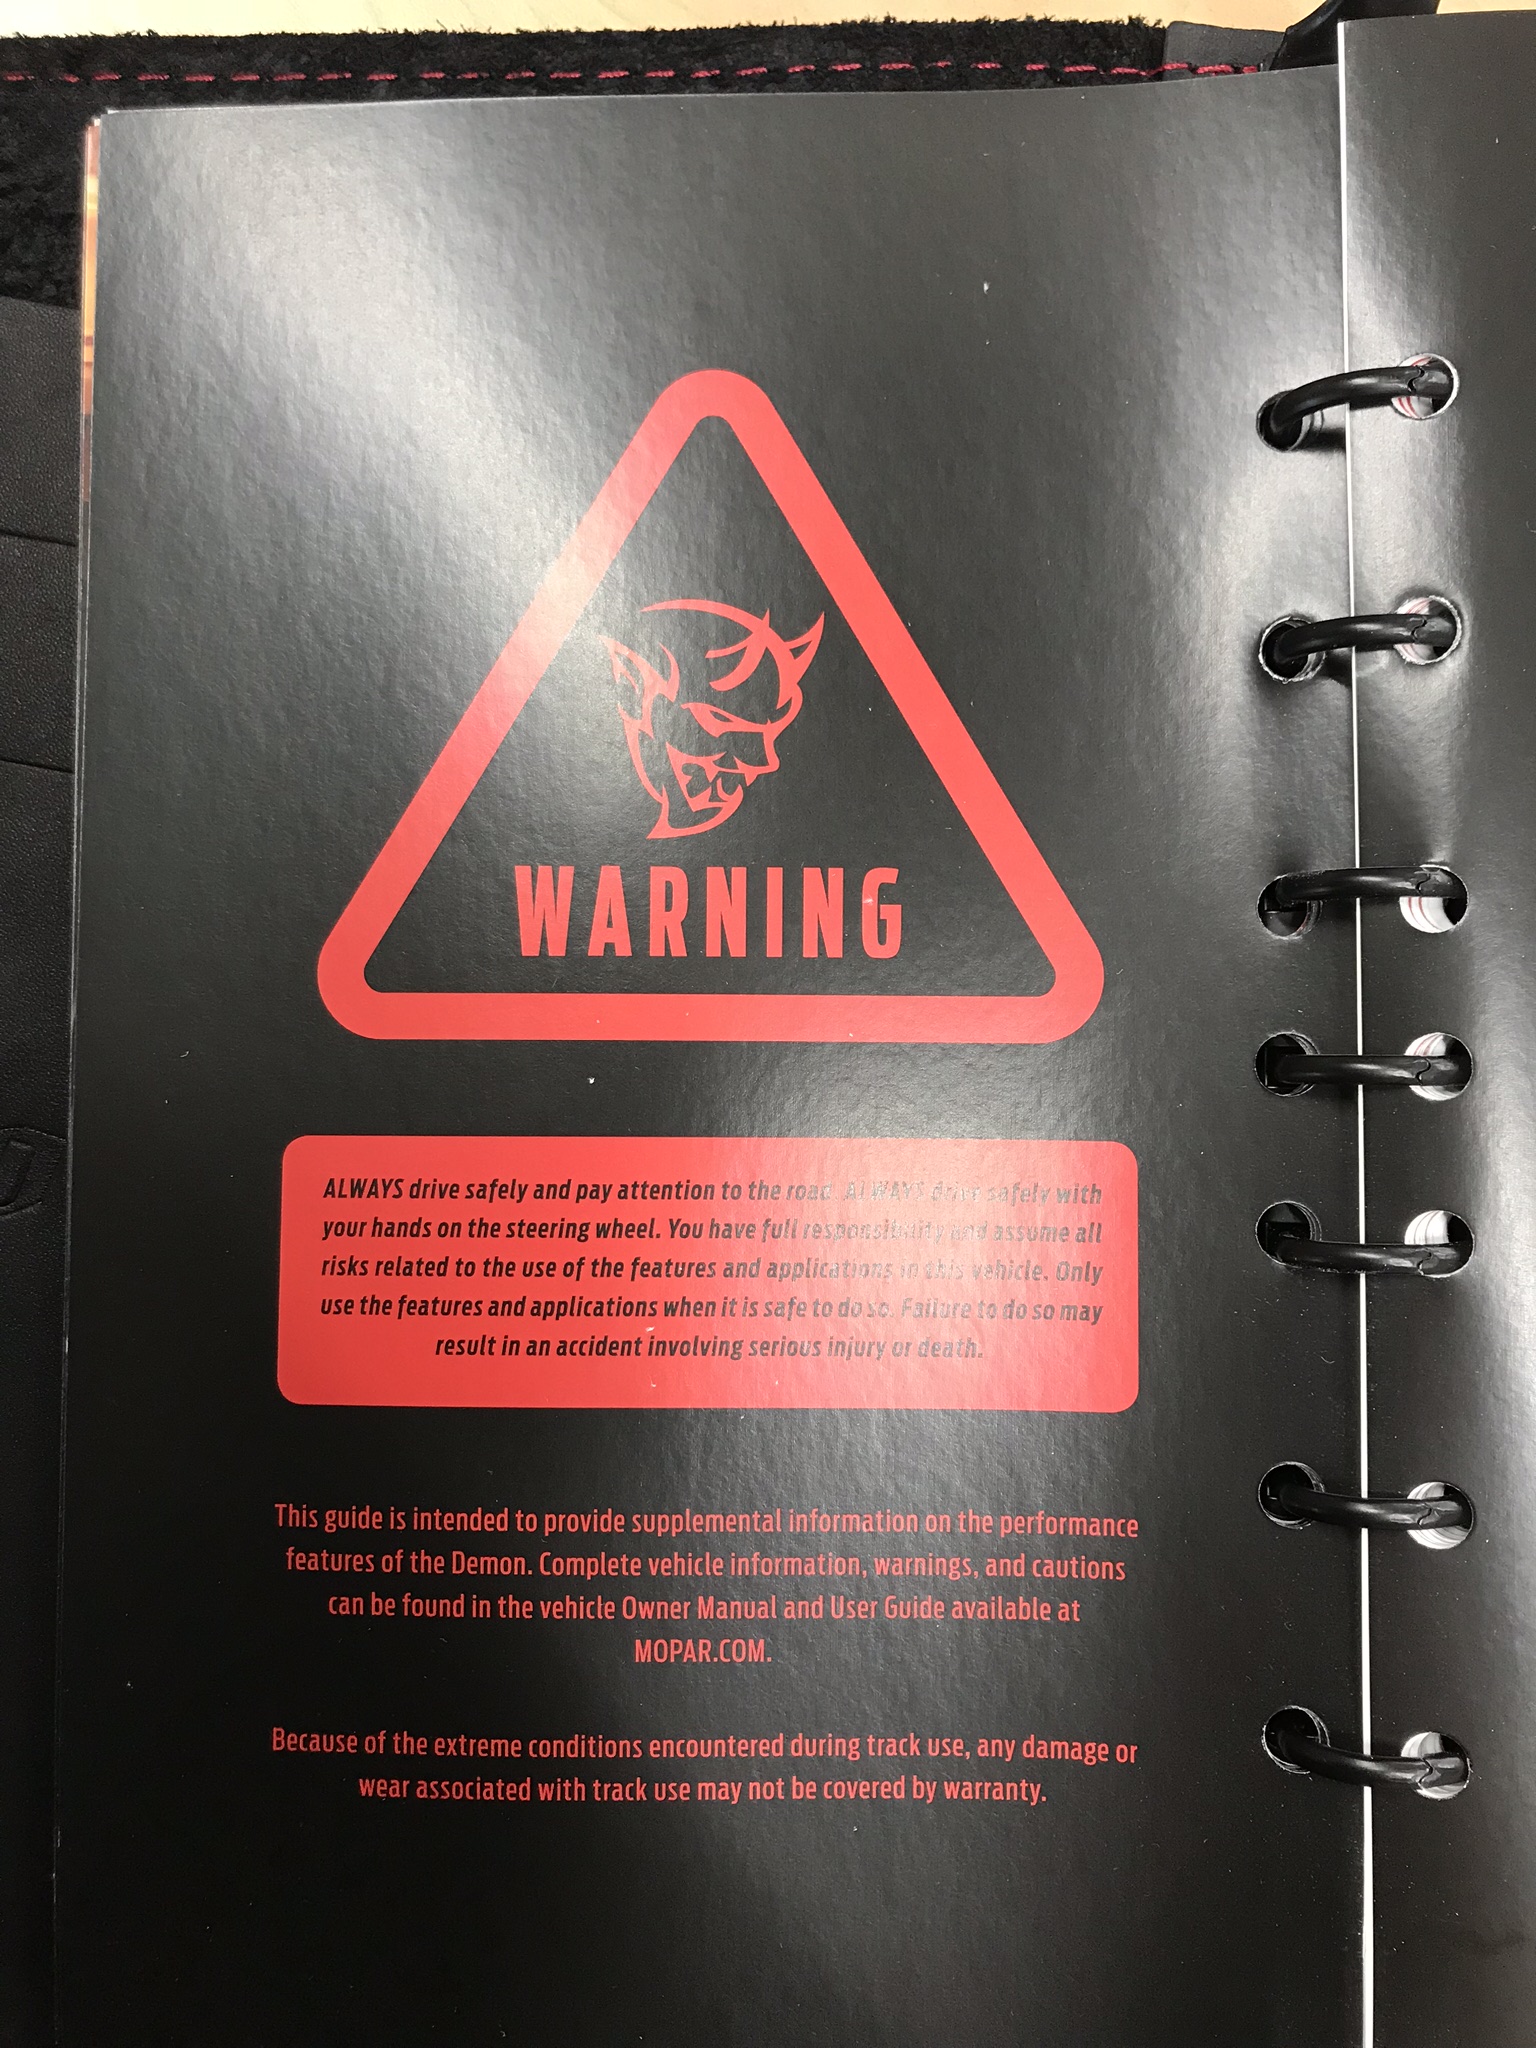 WARNING
ALWAYS drive safely and pay attention to the road. ALWAYS drive safely with
your hands on the steering wheel. You have full responsibility and assume all
risks related to the use of the features and applications in this vehicle. Only
use the features and applications when it is safe to do so. Failure to do so may
result in an accident involving serious injury or death.
This guide is intended to provide supplemental information on the performance
features of the Demon. Complete vehicle information, warnings, and cautions
can be found in the vehicle Owner Manual and User Guide available at
MOPAR.COM.
Because of the extreme conditions encountered during track use, any damage or
wear associated with track use may not be covered by warranty.